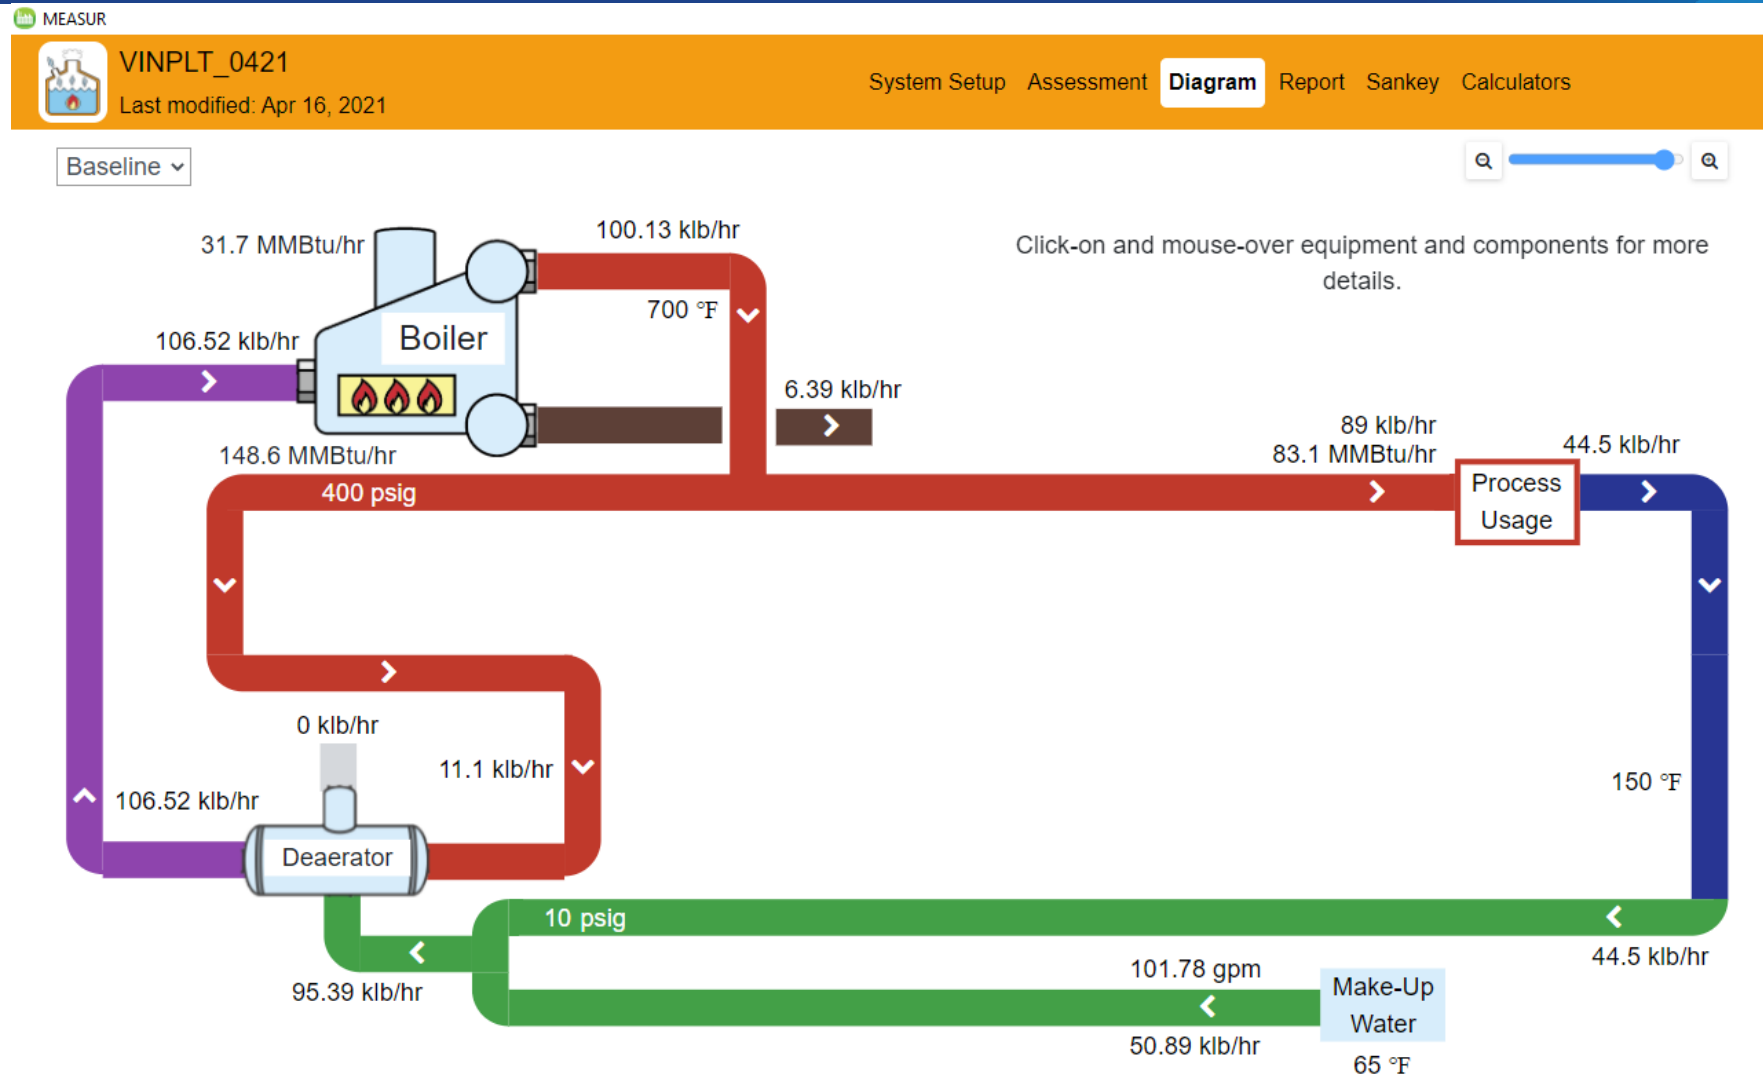 MEASUR
VINPLT_0421
Last modified: Apr 16, 2021
System Setup Assessment Diagram Report Sankey Calculators
Baseline
31.7 MMBtu/hr
100.13 klb/hr
Click-on and mouse-over equipment and components for more
details.
700 °F
106.52 klb/hr
Boiler
6.39 klb/hr
148.6 MMBtu/hr
89 klb/hr
83.1 MMBtu/hr
44.5 klb/hr
400 psig
Process
Usage
0 klb/hr
11.1 klb/hr
150 °F
106.52 klb/hr
Deaerator
10 psig
44.5 klb/hr
95.39 klb/hr
101.78 gpm
Make-Up
Water
50.89 klb/hr
65 °F